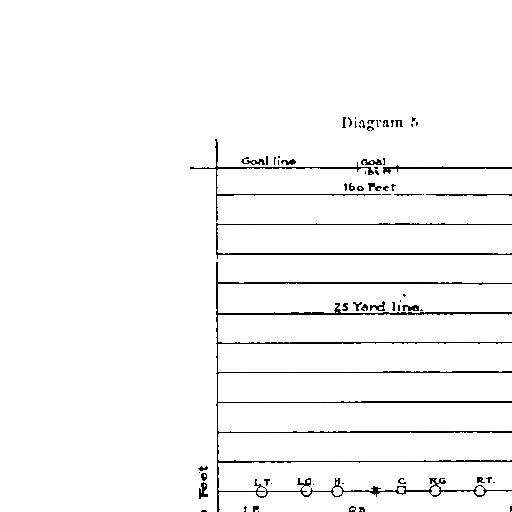 Diagram 5
Goal line
Goal
18½ ft
160 Feet
25 Yard line.
L.T. L.G. H. C. R.G. R.T.
Feet
Q.B.